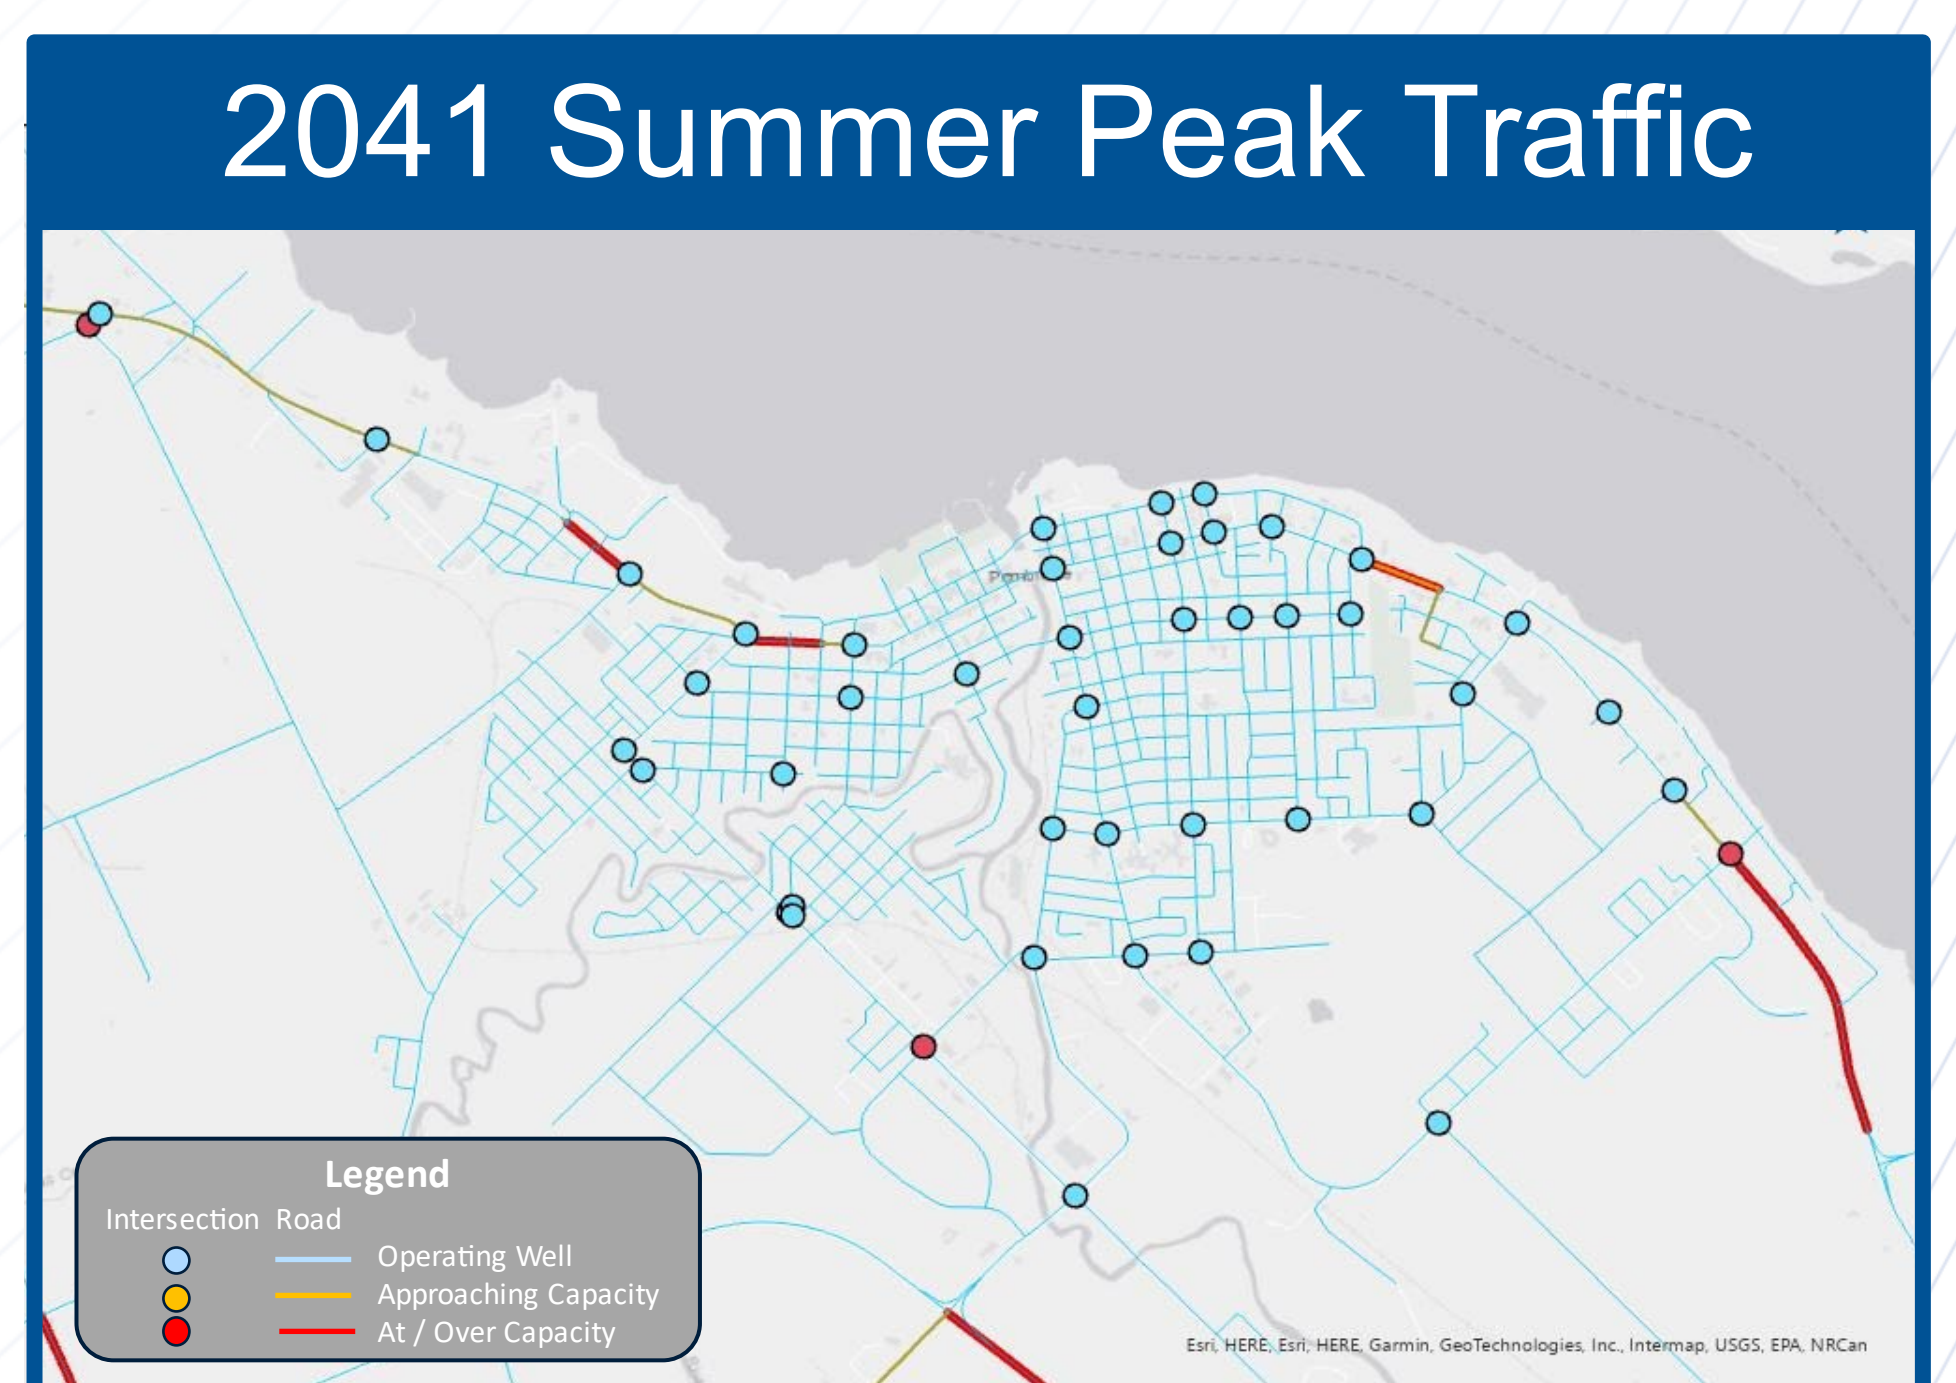 2041 Summer Peak Traffic
Legend
Intersection Road
Operating Well
Approaching Capacity
At / Over Capacity
Esri, HERE, Esri, HERE, Garmin, GeoTechnologies, Inc., Intermap, USGS, EPA, NRCan